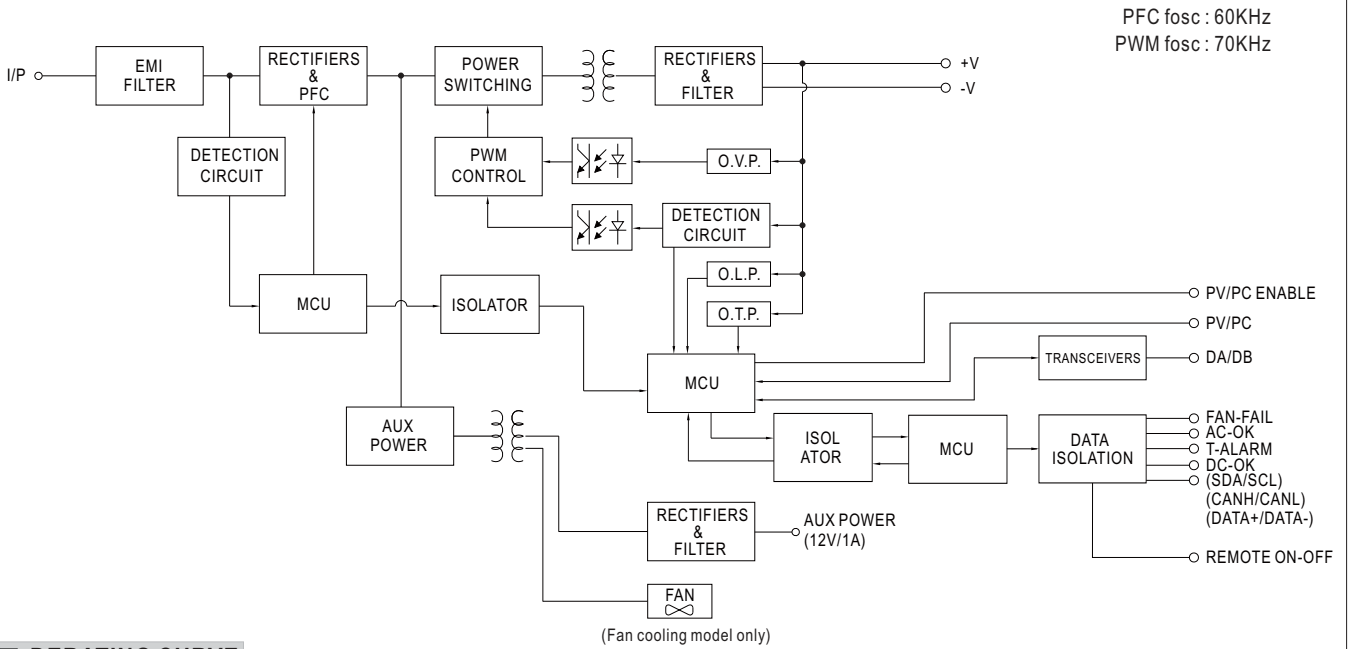 PFC fosc : 60KHz
PWM fosc : 70KHz
I/P
EMI
FILTER
RECTIFIERS
&
PFC
POWER
SWITCHING
RECTIFIERS
&
FILTER
+V
-V
DETECTION
CIRCUIT
PWM
CONTROL
O.V.P.
DETECTION
CIRCUIT
O.L.P.
O.T.P.
MCU
ISOLATOR
MCU
PV/PC ENABLE
PV/PC
TRANSCEIVERS
DA/DB
AUX
POWER
ISOL
ATOR
MCU
DATA
ISOLATION
FAN-FAIL
AC-OK
T-ALARM
DC-OK
(SDA/SCL)
(CANH/CANL)
(DATA+/DATA-)
RECTIFIERS
&
FILTER
AUX POWER
(12V/1A)
REMOTE ON-OFF
FAN
(Fan cooling model only)